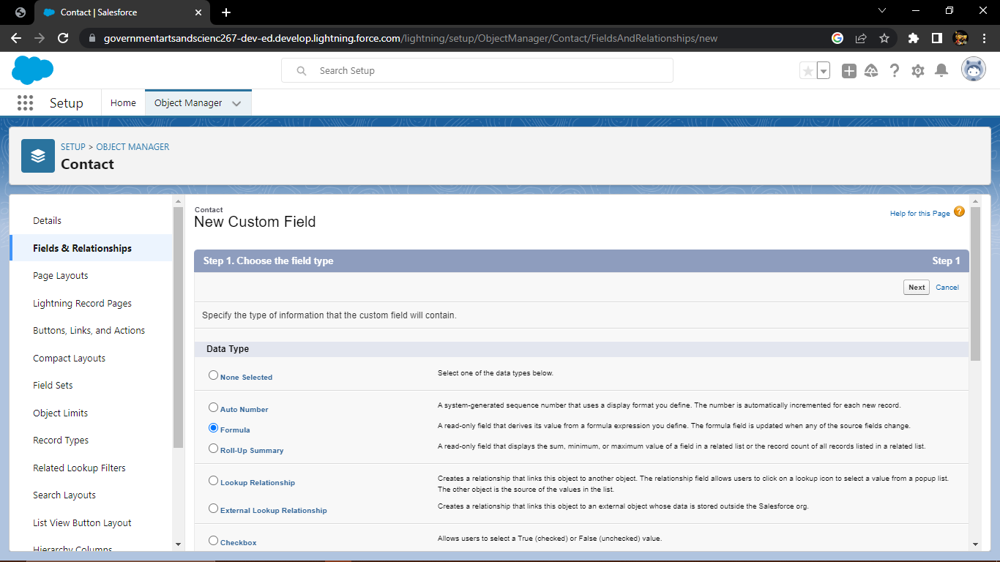 Contact | Salesforce
governmentartsandscienc267-dev-ed.develop.lightning.force.com/lightning/setup/ObjectManager/Contact/FieldsAndRelationships/new
Search Setup
Setup
Home
Object Manager
SETUP > OBJECT MANAGER
Contact
Details
Fields & Relationships
Page Layouts
Lightning Record Pages
Buttons, Links, and Actions
Compact Layouts
Field Sets
Object Limits
Record Types
Related Lookup Filters
Search Layouts
List View Button Layout
Hierarchy Columns
Contact
New Custom Field
Help for this Page ?
Step 1. Choose the field type Step 1
Next Cancel
Specify the type of information that the custom field will contain.
Data Type
None Selected Select one of the data types below.
Auto Number A system-generated sequence number that uses a display format you define. The number is automatically incremented for each new record.
Formula A read-only field that derives its value from a formula expression you define. The formula field is updated when any of the source fields change.
Roll-Up Summary A read-only field that displays the sum, minimum, or maximum value of a field in a related list or the record count of all records listed in a related list.
Lookup Relationship Creates a relationship that links this object to another object. The relationship field allows users to click on a lookup icon to select a value from a popup list.
The other object is the source of the values in the list.
External Lookup Relationship Creates a relationship that links this object to an external object whose data is stored outside the Salesforce org.
Checkbox Allows users to select a True (checked) or False (unchecked) value.